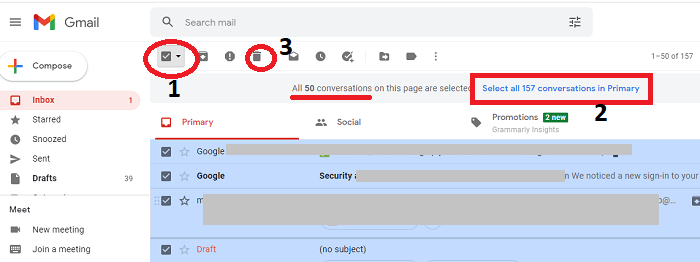 Gmail
Search mail
Compose
3
1–50 of 157
1
All 50 conversations on this page are selected. Select all 157 conversations in Primary
2
Inbox 1
Starred
Snoozed
Sent
Drafts 39
Primary
Social
Promotions 2 new
Grammarly Insights
Google
Google Security a n We noticed a new sign-in to your
m p@...
Draft (no subject)
Meet
New meeting
Join a meeting